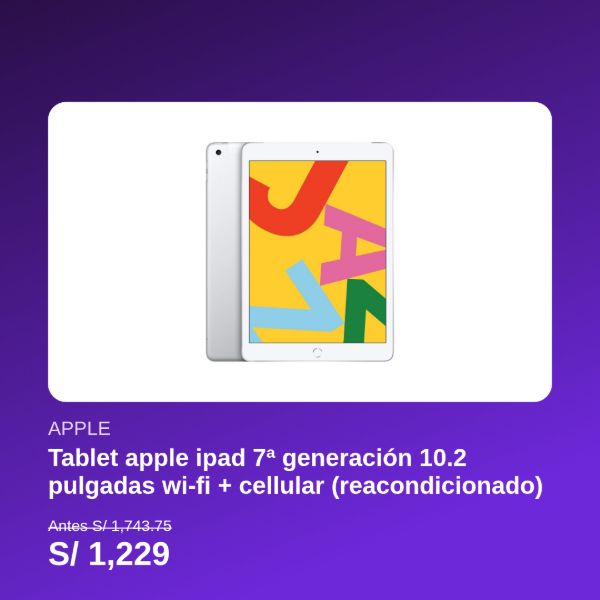 APPLE
Tablet apple ipad 7ª generación 10.2
pulgadas wi-fi + cellular (reacondicionado)
Antes S/ 1,743.75
S/ 1,229